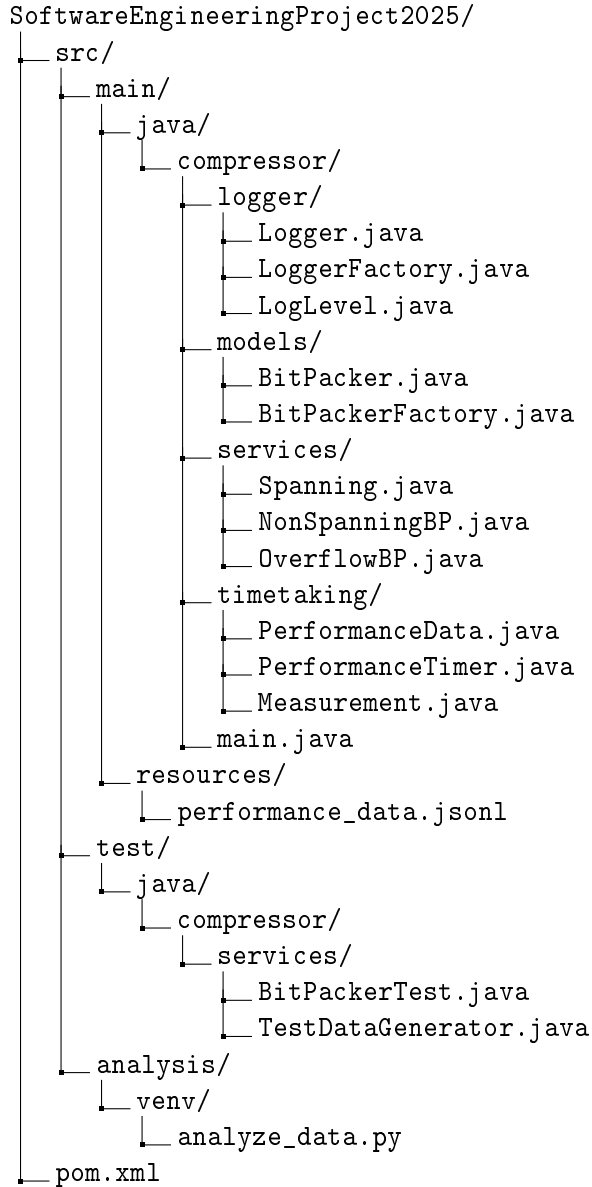 SoftwareEngineeringProject2025/
src/
main/
java/
compressor/
logger/
Logger.java
LoggerFactory.java
LogLevel.java
models/
BitPacker.java
BitPackerFactory.java
services/
Spanning.java
NonSpanningBP.java
OverflowBP.java
timetaking/
PerformanceData.java
PerformanceTimer.java
Measurement.java
main.java
resources/
performance_data.jsonl
test/
java/
compressor/
services/
BitPackerTest.java
TestDataGenerator.java
analysis/
venv/
analyze_data.py
pom.xml